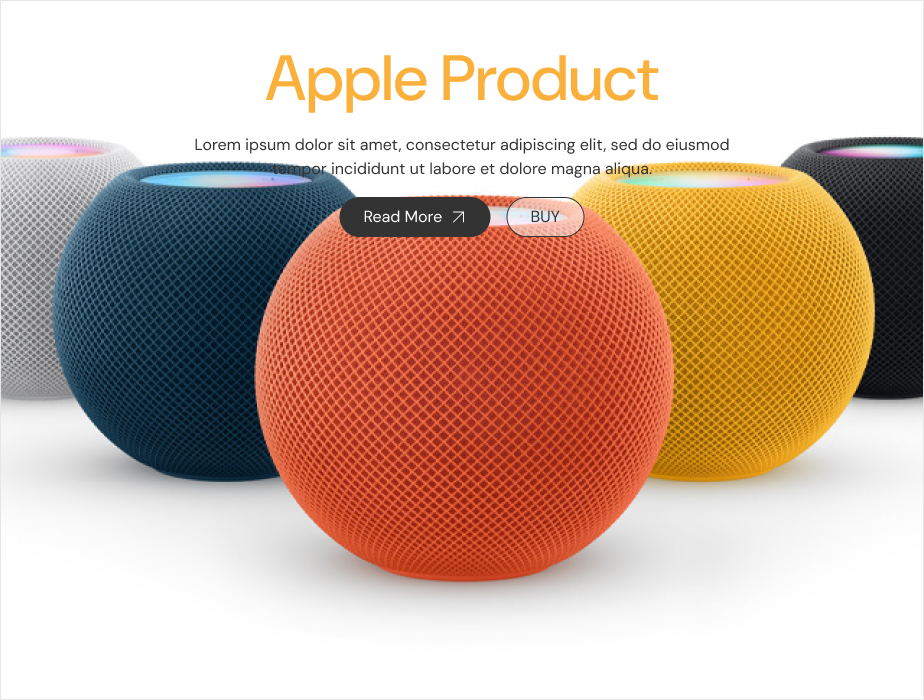 Apple Product
Lorem ipsum dolor sit amet, consectetur adipiscing elit, sed do eiusmod
tempor incididunt ut labore et dolore magna aliqua.
Read More
BUY